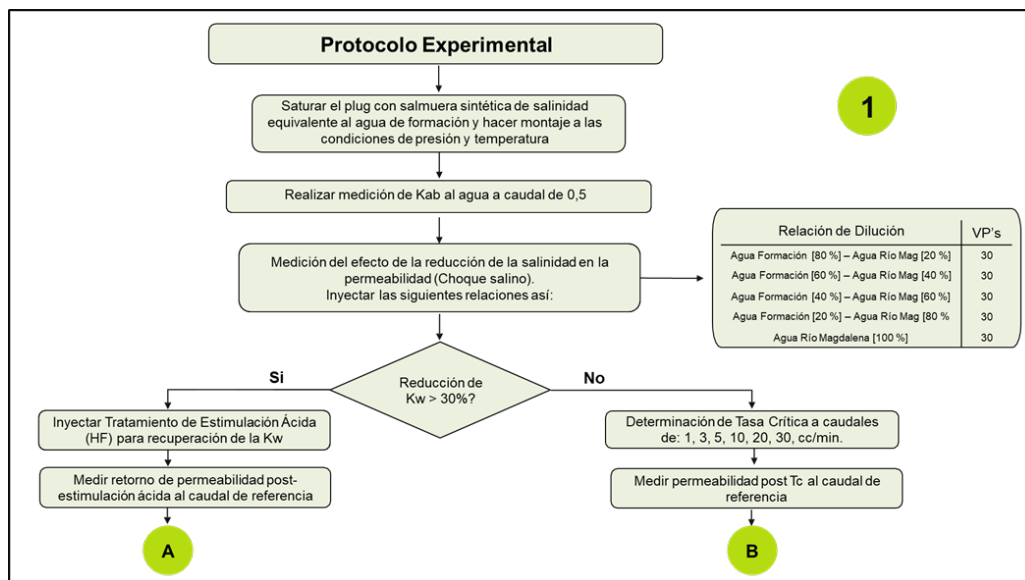 Protocolo Experimental
1
Saturar el plug con salmuera sintética de salinidad
equivalente al agua de formación y hacer montaje a las
condiciones de presión y temperatura
Realizar medición de Kab al agua a caudal de 0,5
Medición del efecto de la reducción de la salinidad en la
permeabilidad (Choque salino).
Inyectar las siguientes relaciones así:
Relación de Dilución VP's
Agua Formación [80 %] – Agua Río Mag [20 %] 30
Agua Formación [60 %] – Agua Río Mag [40 %] 30
Agua Formación [40 %] – Agua Río Mag [60 %] 30
Agua Formación [20 %] – Agua Río Mag [80 % 30
Agua Río Magdalena [100 %] 30
Reducción de
Kw > 30%?
Si
No
Inyectar Tratamiento de Estimulación Ácida
(HF) para recuperación de la Kw
Medir retorno de permeabilidad post-
estimulación ácida al caudal de referencia
A
Determinación de Tasa Crítica a caudales
de: 1, 3, 5, 10, 20, 30, cc/min.
Medir permeabilidad post Tc al caudal de
referencia
B